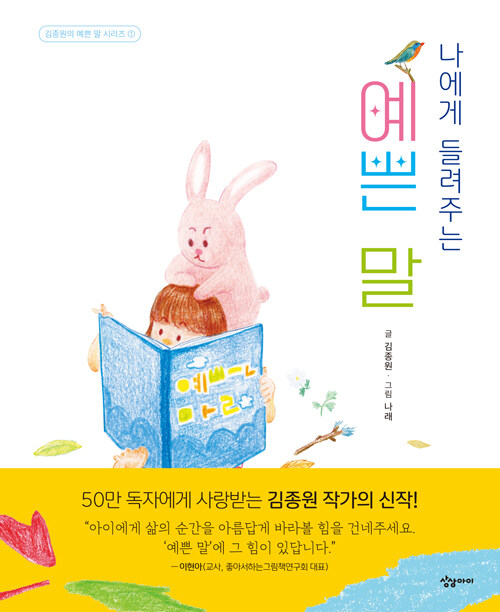 김종원의 예쁜 말 시리즈 ①
나에게 들려주는
예쁜 말
글 김종원 · 그림 나래
예쁘ㅡㄴ
마ㄹ
50만 독자에게 사랑받는 김종원 작가의 신작!
“아이에게 삶의 순간을 아름답게 바라볼 힘을 건네주세요.
‘예쁜 말’에 그 힘이 있답니다.”
—이현아(교사, 좋아서하는그림책연구회 대표)
상상아이